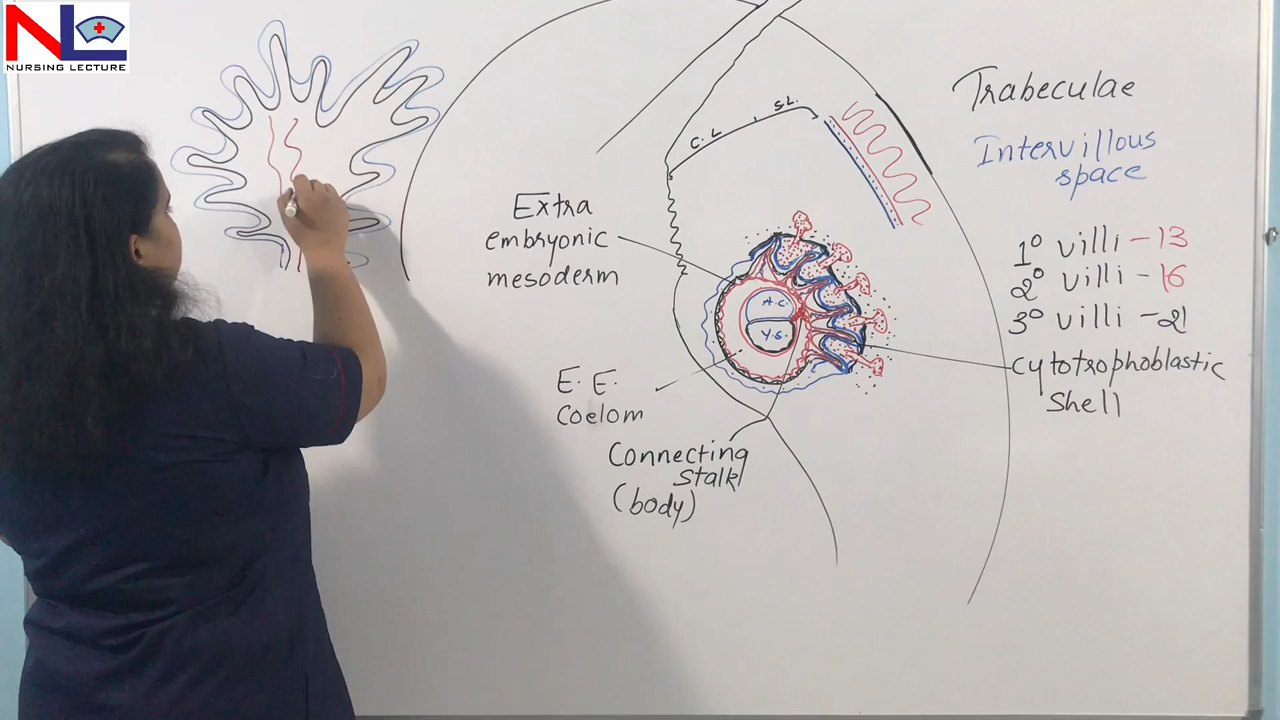 NL
NURSING LECTURE
Trabeculae
Intervillous
space
1° villi - 13
2° villi - 16
3° villi - 21
Cytotrophoblastic
Shell
C.L
S.L.
Extra
embryonic
mesoderm
A.C.
Y.S.
E. E.
Coelom
Connecting
Stalk
(body)